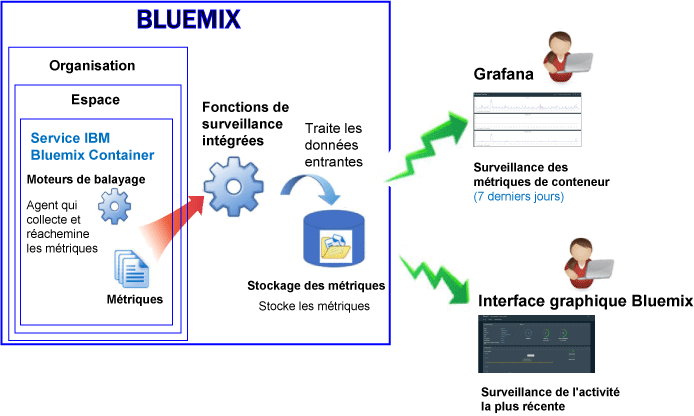 BLUEMIX
Organisation
Espace
Service IBM
Bluemix Container
Moteurs de balayage
Agent qui
collecte et
réachemine
les métriques
Métriques
Fonctions de
surveillance
intégrées
Traite les
données
entrantes
Stockage des métriques
Stocke les métriques
Grafana
Surveillance des
métriques de conteneur
(7 derniers jours)
Interface graphique Bluemix
Surveillance de l'activité
la plus récente